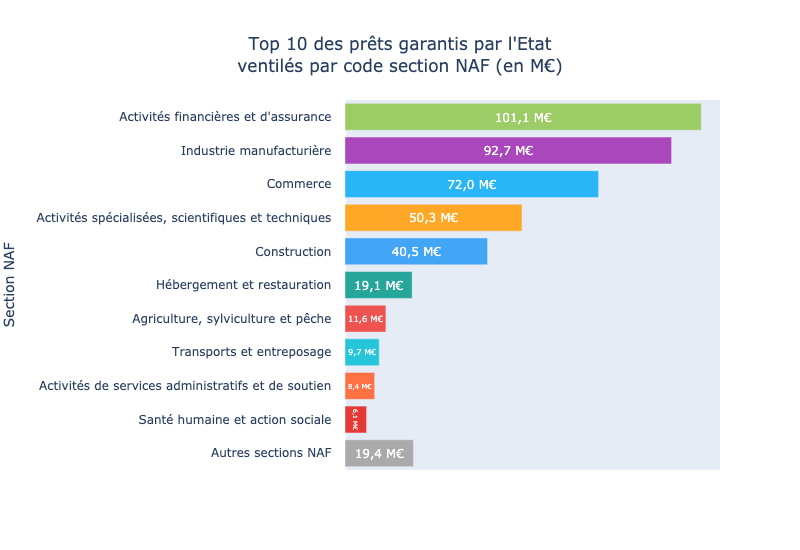 Top 10 des prêts garantis par l'Etat
ventilés par code section NAF (en M€)
Section NAF
Activités financières et d'assurance 101,1 M€
Industrie manufacturière 92,7 M€
Commerce 72,0 M€
Activités spécialisées, scientifiques et techniques 50,3 M€
Construction 40,5 M€
Hébergement et restauration 19,1 M€
Agriculture, sylviculture et pêche 11,6 M€
Transports et entreposage 9,7 M€
Activités de services administratifs et de soutien 8,4 M€
Santé humaine et action sociale 6,1 M€
Autres sections NAF 19,4 M€